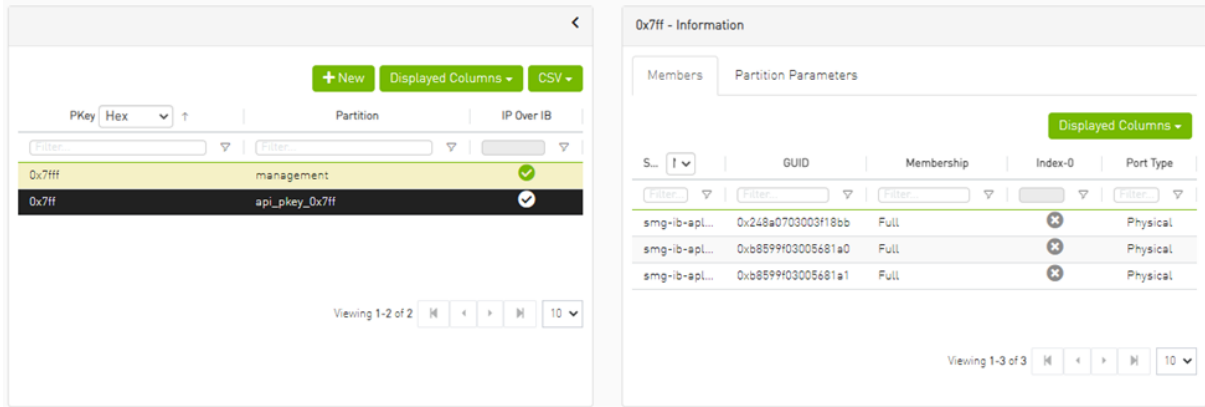 + New Displayed Columns CSV
PKey Hex ↑ Partition IP Over IB
Filter... Filter...
0x7fff management
0x7ff api_pkey_0x7ff
Viewing 1-2 of 2 10
0x7ff - Information
Members Partition Parameters
Displayed Columns
S... GUID Membership Index-0 Port Type
Filter... Filter... Filter... Filter...
smg-ib-apl... 0x248a0703003f18bb Full Physical
smg-ib-apl... 0xb8599f03005681a0 Full Physical
smg-ib-apl... 0xb8599f03005681a1 Full Physical
Viewing 1-3 of 3 10